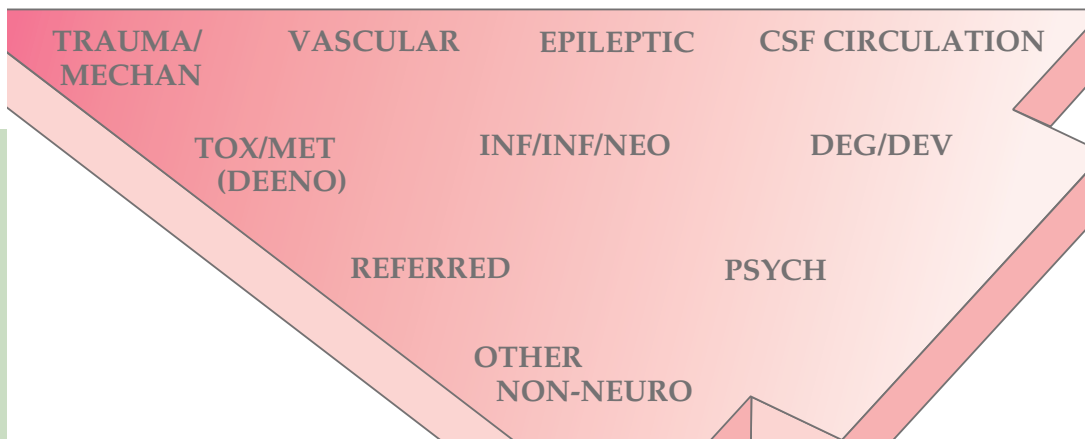 TRAUMA/ VASCULAR EPILEPTIC CSF CIRCULATION
MECHAN
TOX/MET INF/INF/NEO DEG/DEV
(DEENO)
REFERRED PSYCH
OTHER
NON-NEURO